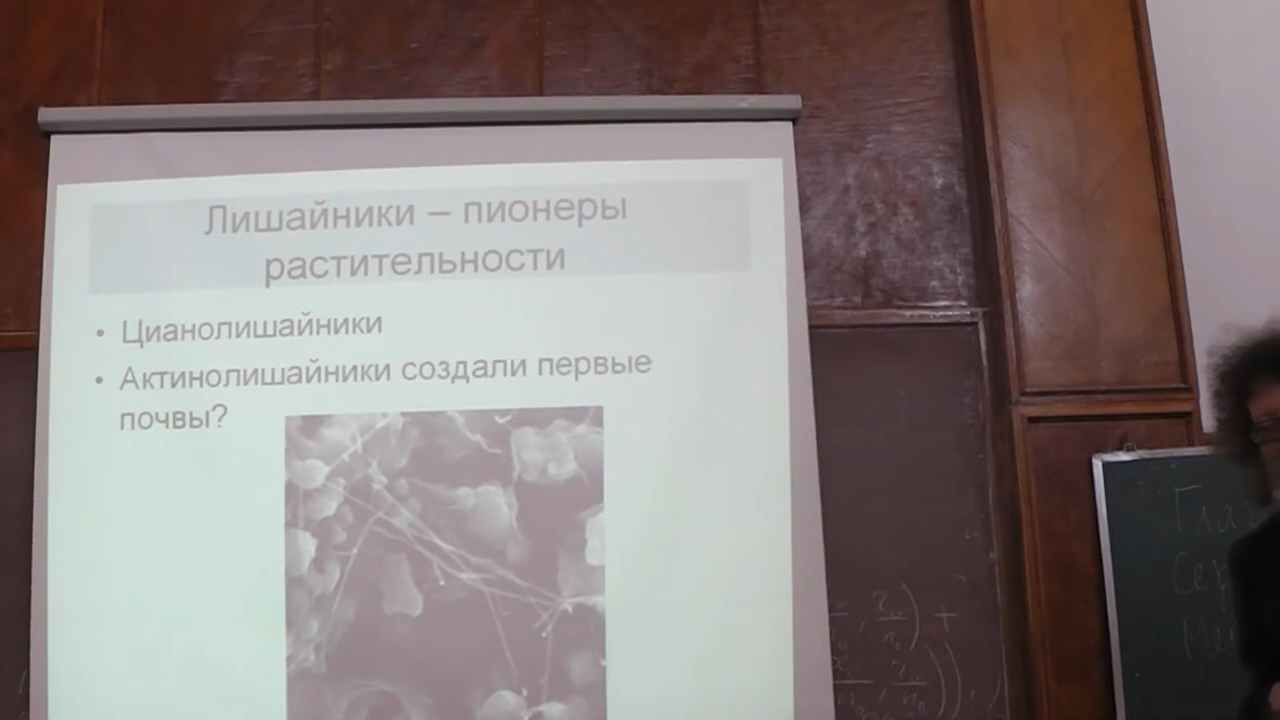 Лишайники – пионеры
растительности
• Цианолишайники
• Актинолишайники создали первые
почвы?